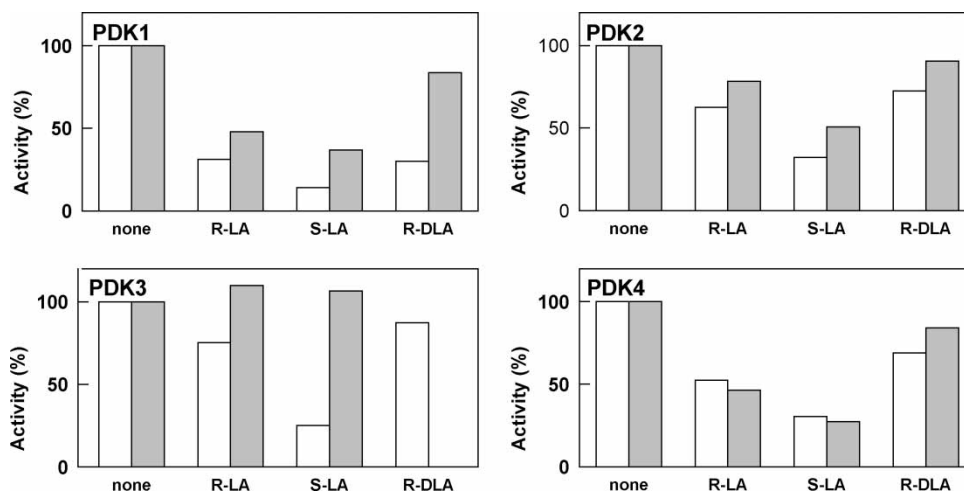 PDK1
100
50
0
Activity (%)
none R-LA S-LA R-DLA
PDK2
100
50
0
Activity (%)
none R-LA S-LA R-DLA
PDK3
100
50
0
Activity (%)
none R-LA S-LA R-DLA
PDK4
100
50
0
Activity (%)
none R-LA S-LA R-DLA